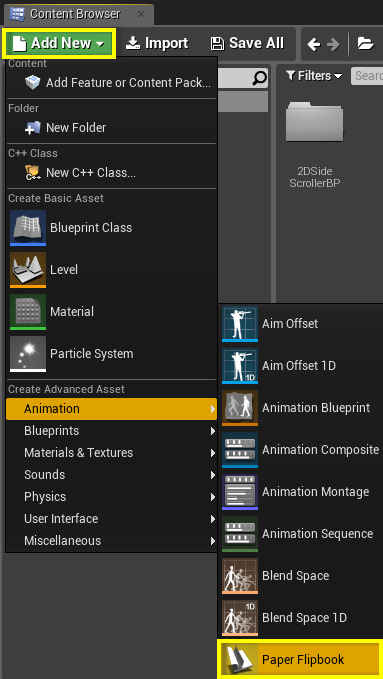 Content Browser
Add New
Import
Save All
Content
Add Feature or Content Pack...
Folder
New Folder
C++ Class
New C++ Class...
Create Basic Asset
Blueprint Class
Level
Material
Particle System
Create Advanced Asset
Animation
Blueprints
Materials & Textures
Sounds
Physics
User Interface
Miscellaneous
Filters
Searc
2DSide
ScrollerBP
Aim Offset
1D
Aim Offset 1D
Animation Blueprint
Animation Composite
Animation Montage
Animation Sequence
Blend Space
1D
Blend Space 1D
Paper Flipbook